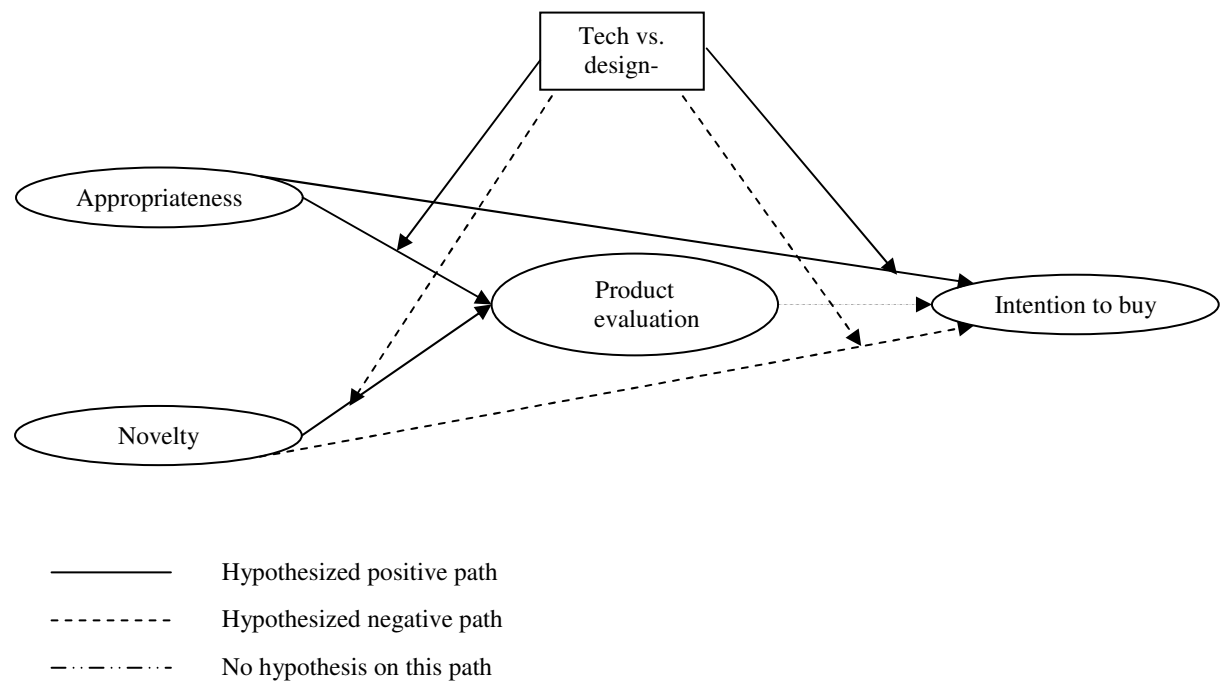 Tech vs.
design-
Appropriateness
Product
evaluation
Intention to buy
Novelty
Hypothesized positive path
Hypothesized negative path
No hypothesis on this path